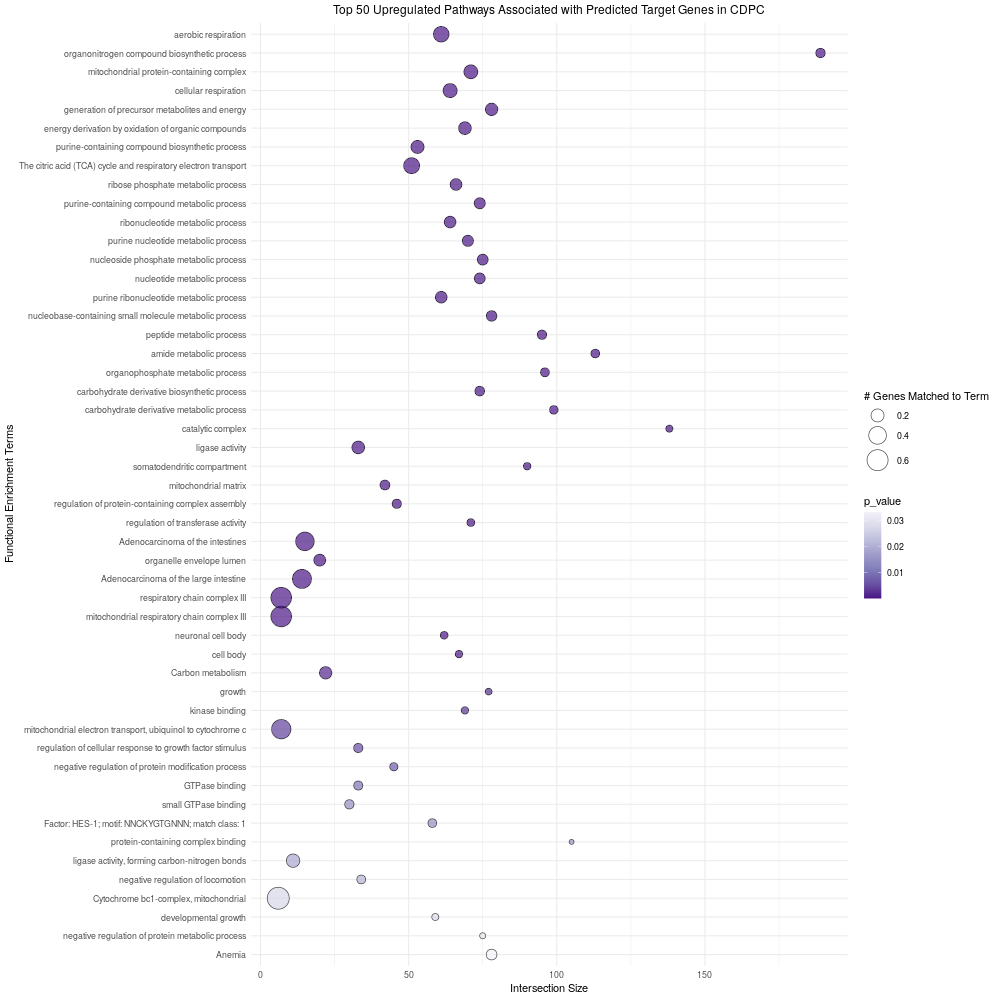 Top 50 Upregulated Pathways Associated with Predicted Target Genes in CDPC
Functional Enrichment Terms
aerobic respiration
organonitrogen compound biosynthetic process
mitochondrial protein-containing complex
cellular respiration
generation of precursor metabolites and energy
energy derivation by oxidation of organic compounds
purine-containing compound biosynthetic process
The citric acid (TCA) cycle and respiratory electron transport
ribose phosphate metabolic process
purine-containing compound metabolic process
ribonucleotide metabolic process
purine nucleotide metabolic process
nucleoside phosphate metabolic process
nucleotide metabolic process
purine ribonucleotide metabolic process
nucleobase-containing small molecule metabolic process
peptide metabolic process
amide metabolic process
organophosphate metabolic process
carbohydrate derivative biosynthetic process
carbohydrate derivative metabolic process
catalytic complex
ligase activity
somatodendritic compartment
mitochondrial matrix
regulation of protein-containing complex assembly
regulation of transferase activity
Adenocarcinoma of the intestines
organelle envelope lumen
Adenocarcinoma of the large intestine
respiratory chain complex III
mitochondrial respiratory chain complex III
neuronal cell body
cell body
Carbon metabolism
growth
kinase binding
mitochondrial electron transport, ubiquinol to cytochrome c
regulation of cellular response to growth factor stimulus
negative regulation of protein modification process
GTPase binding
small GTPase binding
Factor: HES-1; motif: NNCKYGTGNNN; match class: 1
protein-containing complex binding
ligase activity, forming carbon-nitrogen bonds
negative regulation of locomotion
Cytochrome bc1-complex, mitochondrial
developmental growth
negative regulation of protein metabolic process
Anemia
0 50 100 150
Intersection Size
# Genes Matched to Term
0.2
0.4
0.6
p_value
0.03
0.02
0.01